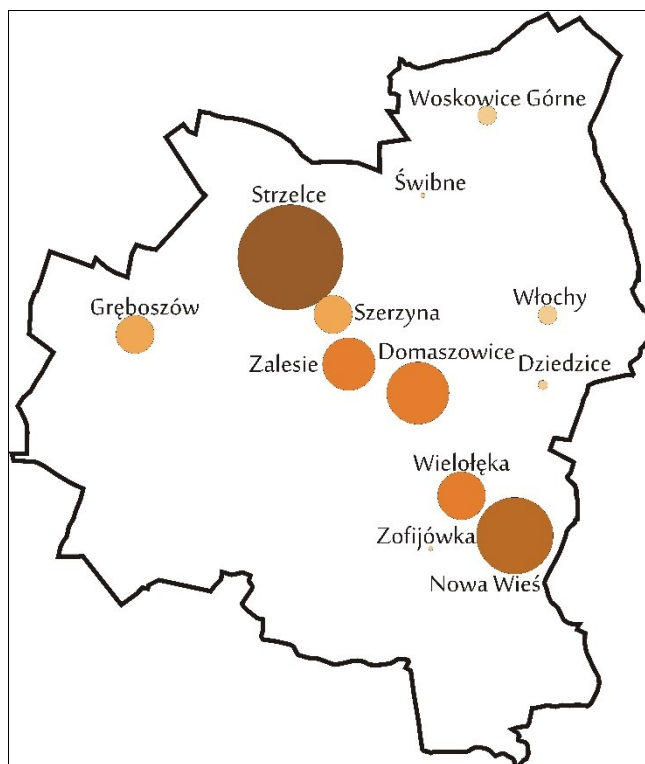 Woskowice Górne
Świbne
Strzelce
Gręboszów
Szerzyna
Włochy
Zalesie
Domaszowice
Dziedzice
Wielołęka
Zofijówka
Nowa Wieś